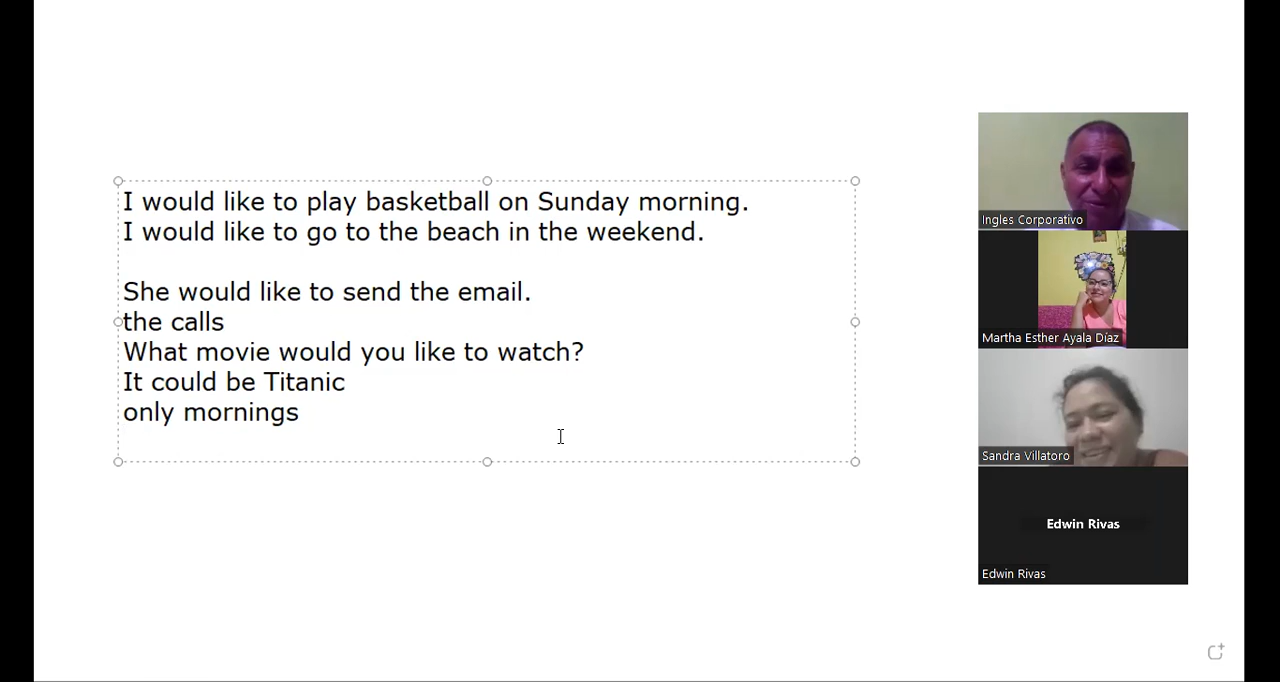 I would like to play basketball on Sunday morning.
I would like to go to the beach in the weekend.
She would like to send the email.
the calls
What movie would you like to watch?
It could be Titanic
only mornings
Ingles Corporativo
Martha Esther Ayala Díaz
Sandra Villatoro
Edwin Rivas
Edwin Rivas